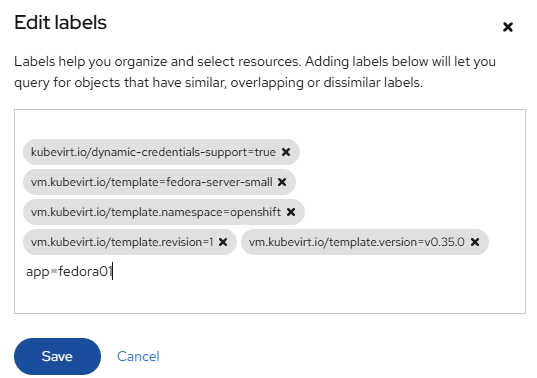 Edit labels
Labels help you organize and select resources. Adding labels below will let you
query for objects that have similar, overlapping or dissimilar labels.
kubevirt.io/dynamic-credentials-support=true
vm.kubevirt.io/template=fedora-server-small
vm.kubevirt.io/template.namespace=openshift
vm.kubevirt.io/template.revision=1 vm.kubevirt.io/template.version=v0.35.0
app=fedora01
Save Cancel